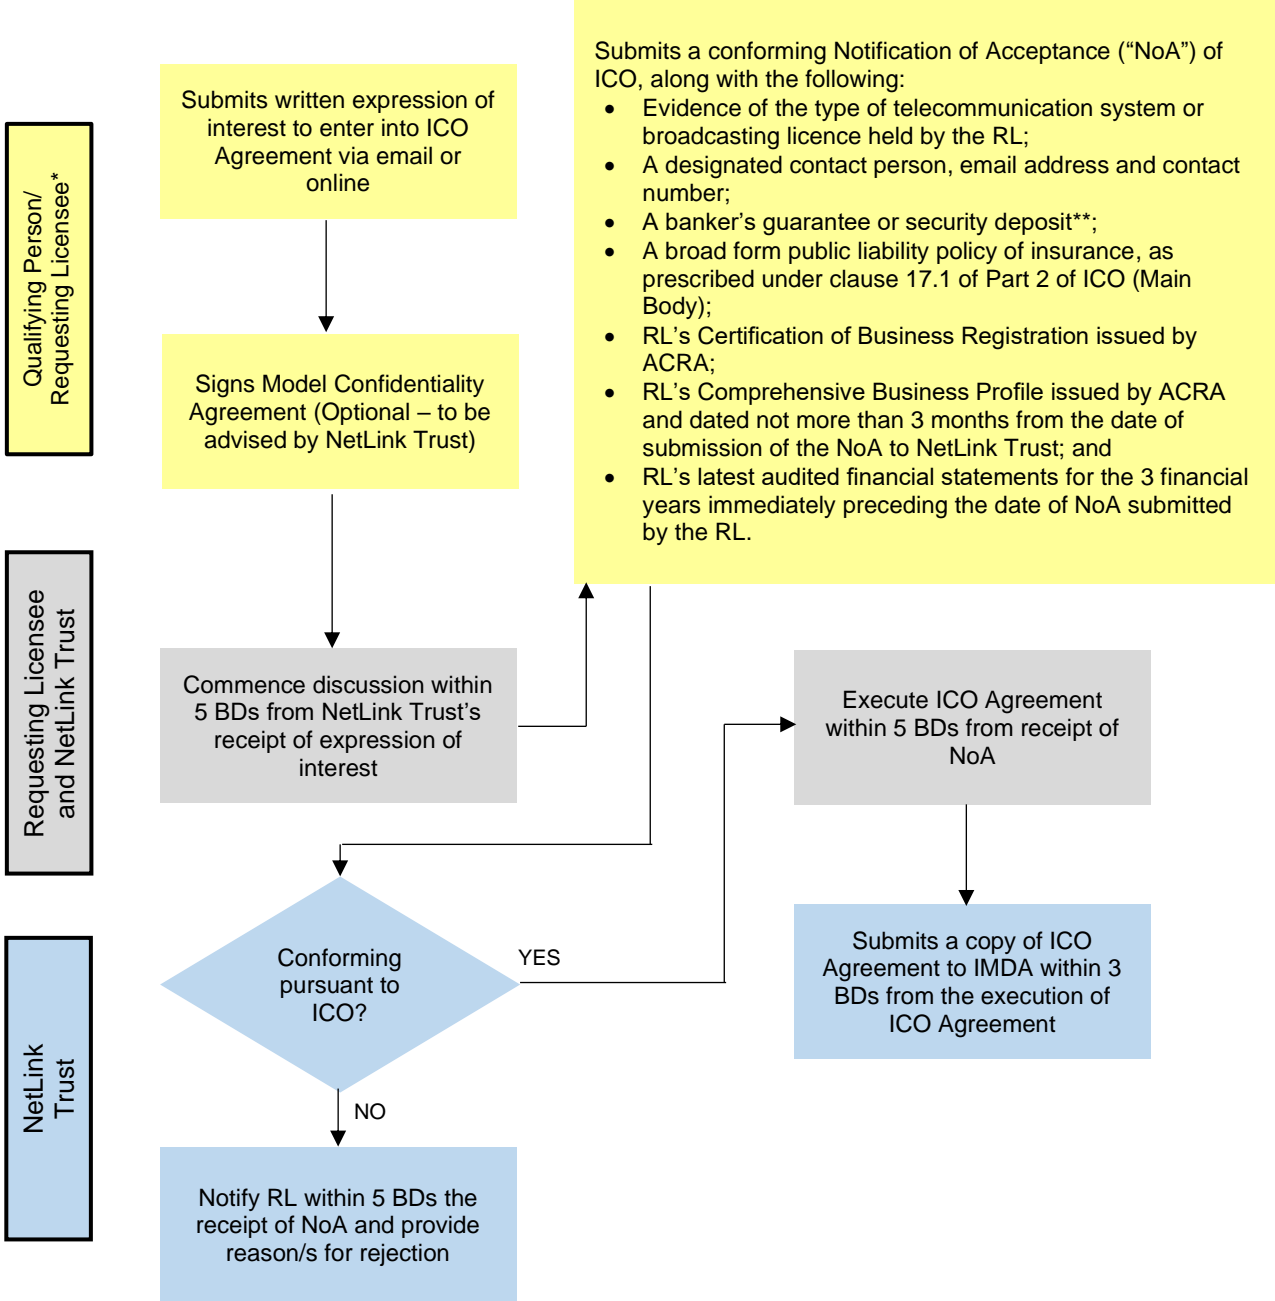 Submits a conforming Notification of Acceptance (“NoA”) of
ICO, along with the following:
• Evidence of the type of telecommunication system or
broadcasting licence held by the RL;
• A designated contact person, email address and contact
number;
• A banker’s guarantee or security deposit**;
• A broad form public liability policy of insurance, as
prescribed under clause 17.1 of Part 2 of ICO (Main
Body);
• RL’s Certification of Business Registration issued by
ACRA;
• RL’s Comprehensive Business Profile issued by ACRA
and dated not more than 3 months from the date of
submission of the NoA to NetLink Trust; and
• RL’s latest audited financial statements for the 3 financial
years immediately preceding the date of NoA submitted
by the RL.
Submits written expression of
interest to enter into ICO
Agreement via email or
online
Qualifying Person/
Requesting Licensee*
Signs Model Confidentiality
Agreement (Optional – to be
advised by NetLink Trust)
Requesting Licensee
and NetLink Trust
Commence discussion within
5 BDs from NetLink Trust’s
receipt of expression of
interest
Execute ICO Agreement
within 5 BDs from receipt of
NoA
NetLink
Trust
Conforming
pursuant to
ICO?
YES
Submits a copy of ICO
Agreement to IMDA within 3
BDs from the execution of
ICO Agreement
NO
Notify RL within 5 BDs the
receipt of NoA and provide
reason/s for rejection